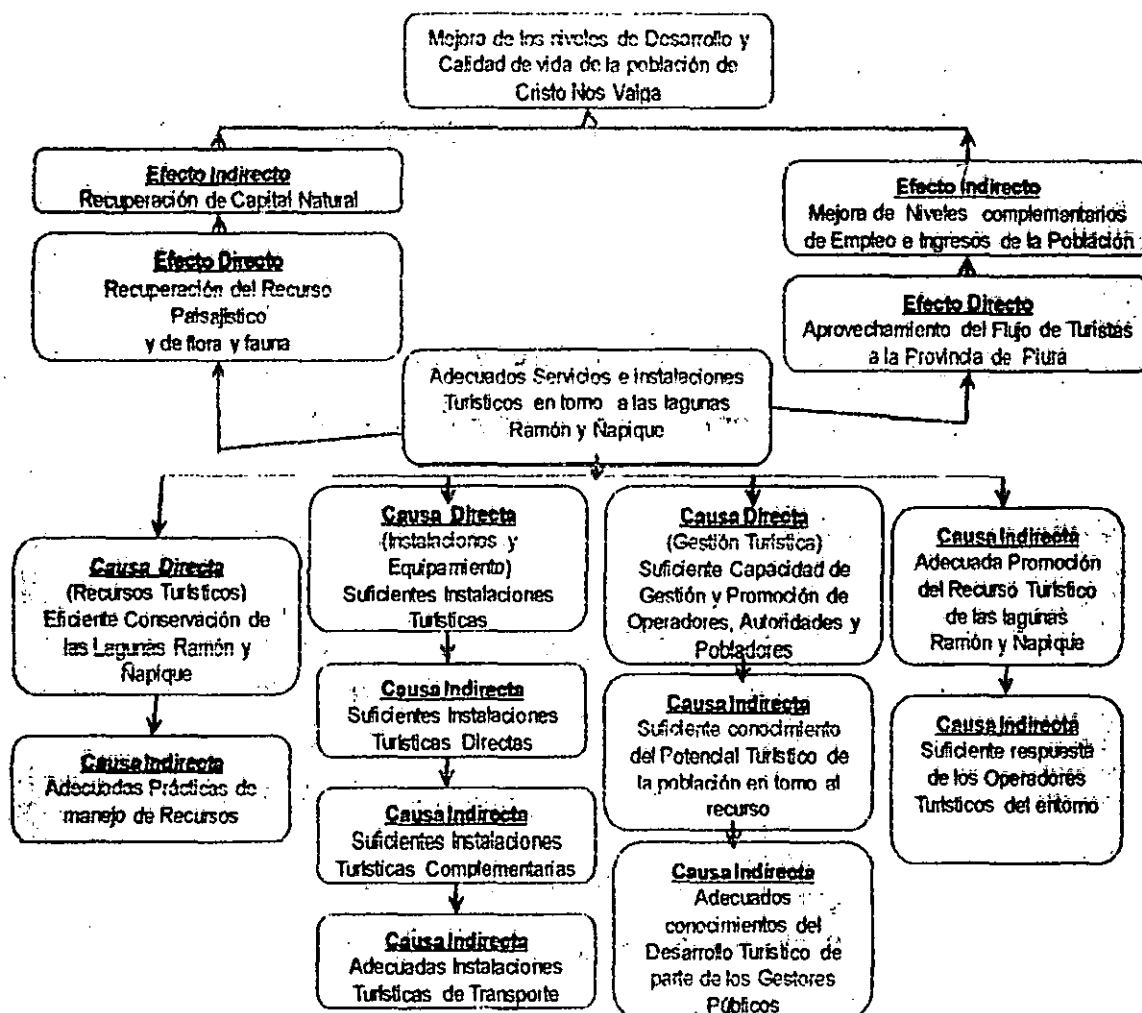 Mejora de los niveles de Desarrollo y
Calidad de vida de la población de
Cristo Nos Valga
Efecto Indirecto
Recuperación de Capital Natural
Efecto Indirecto
Mejora de Niveles complementarios
de Empleo e Ingresos de la Población
Efecto Directo
Recuperación del Recurso
Paisajístico
y de flora y fauna
Efecto Directo
Aprovechamiento del Flujo de Turistas
a la Provincia de Piura
Adecuados Servicios e Instalaciones
Turísticos en torno a las lagunas
Ramón y Ñapique
Causa Directa
(Recursos Turísticos)
Eficiente Conservación de
las Lagunas Ramón y
Ñapique
Causa Indirecta
Adecuadas Prácticas de
manejo de Recursos
Causa Directa
(Instalaciones y
Equipamiento)
Suficientes Instalaciones
Turísticas
Causa Indirecta
Suficientes Instalaciones
Turísticas Directas
Causa Indirecta
Suficientes Instalaciones
Turísticas Complementarias
Causa Indirecta
Adecuadas Instalaciones
Turísticas de Transporte
Causa Directa
(Gestión Turística)
Suficiente Capacidad de
Gestión y Promoción de
Operadores, Autoridades y
Pobladores
Causa Indirecta
Suficiente conocimiento
del Potencial Turístico de
la población en torno al
recurso
Causa Indirecta
Adecuados
conocimientos del
Desarrollo Turístico de
parte de los Gestores
Públicos
Causa Indirecta
Adecuada Promoción
del Recurso Turístico
de las lagunas
Ramón y Ñapique
Causa Indirecta
Suficiente respuesta
de los Operadores
Turísticos del entorno